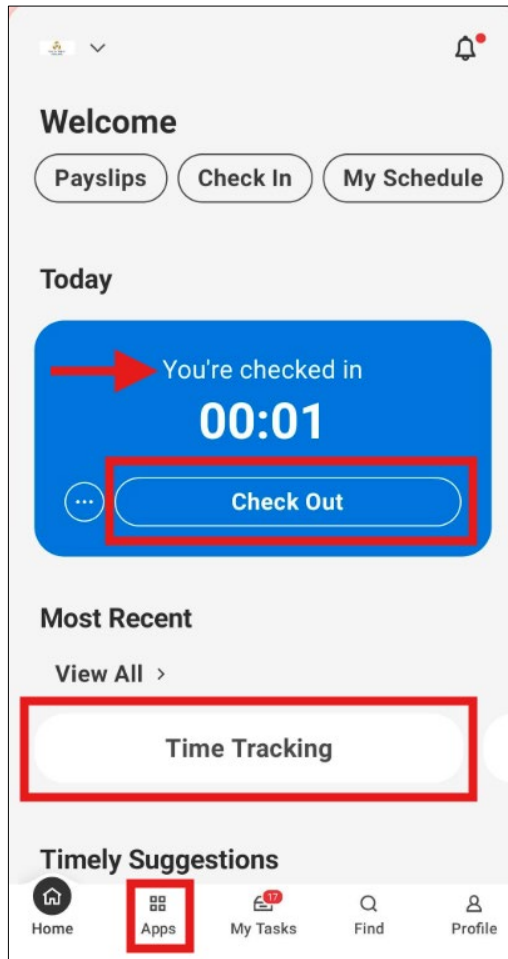 Welcome
Payslips Check In My Schedule
Today
You're checked in
00:01
Check Out
Most Recent
View All
Time Tracking
Timely Suggestions
17
Home Apps My Tasks Find Profile